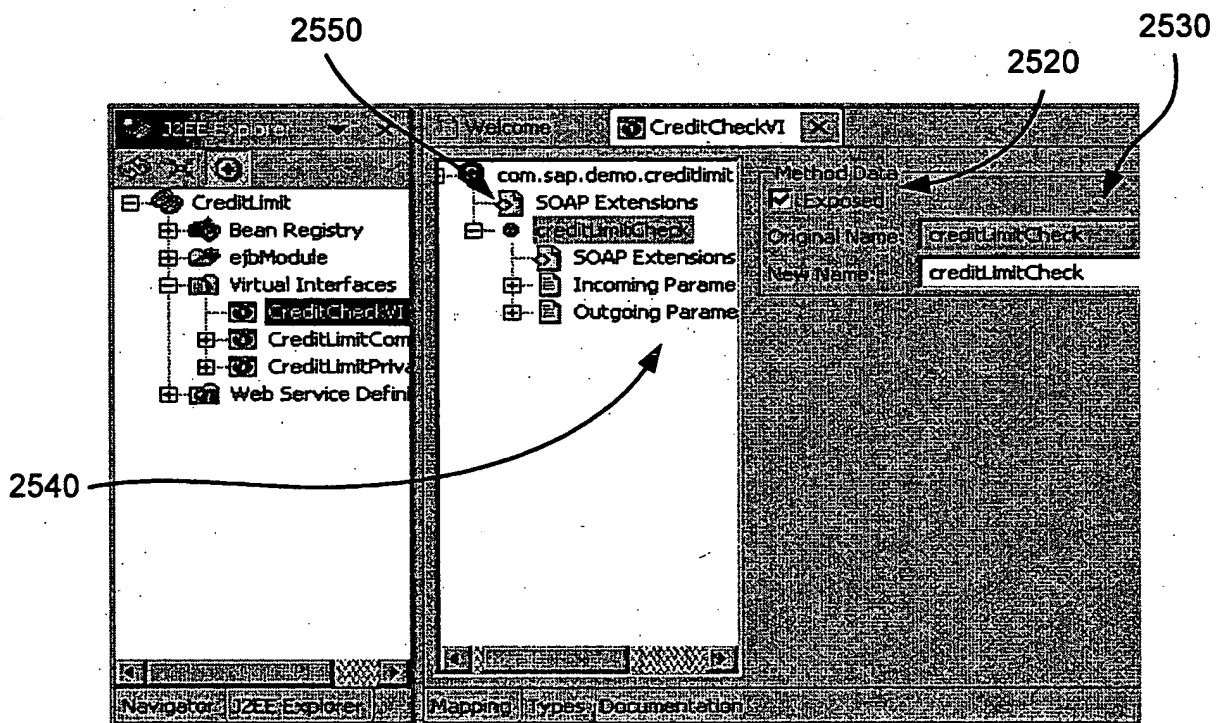 2550
2530
2520
J2EE Explorer
Welcome
CreditCheckVI
CreditLimit
Bean Registry
ejbModule
Virtual Interfaces
CreditCheckVI
CreditLimitCom
CreditLimitPriva
Web Service Defini
com.sap.demo.creditlimit
SOAP Extensions
creditLimitCheck
SOAP Extensions
Incoming Parame
Outgoing Parame
Method Data
Exposed
Original Name
creditLimitCheck
New Name
creditLimitCheck
2540
Navigator
J2EE Explorer
Mapping
Types
Documentation